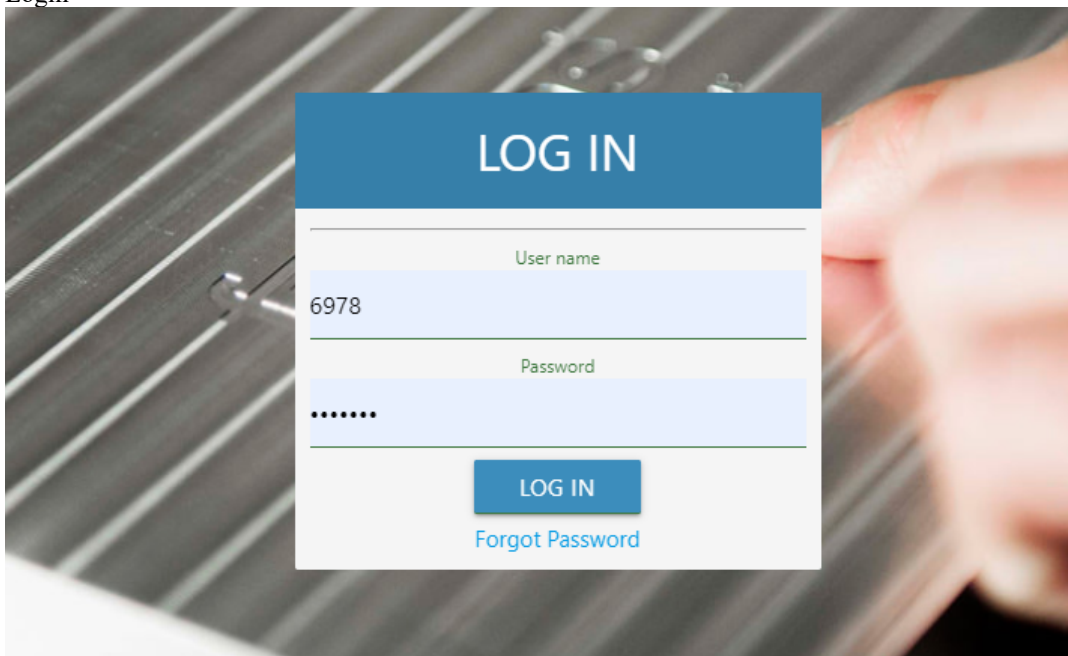 LOG IN
User name
6978
Password
•••••••
LOG IN
Forgot Password